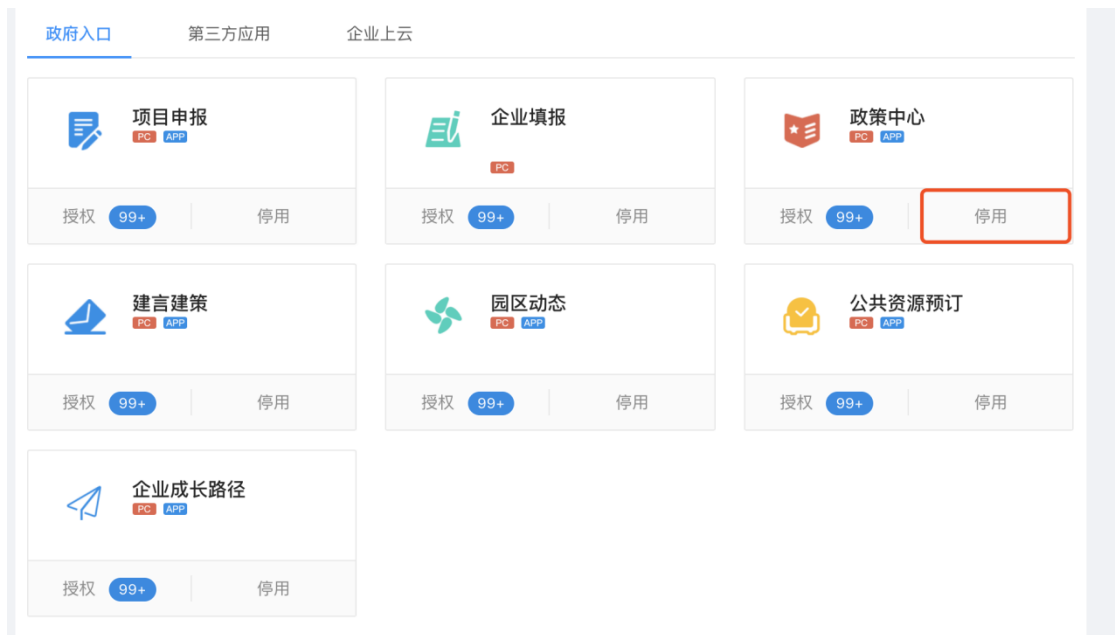 政府入口 第三方应用 企业上云
项目申报 企业填报 政策中心
PC APP PC PC APP
授权 99+ 停用 授权 99+ 停用 授权 99+ 停用
建言建策 园区动态 公共资源预订
PC APP PC APP PC APP
授权 99+ 停用 授权 99+ 停用 授权 99+ 停用
企业成长路径
PC APP
授权 99+ 停用